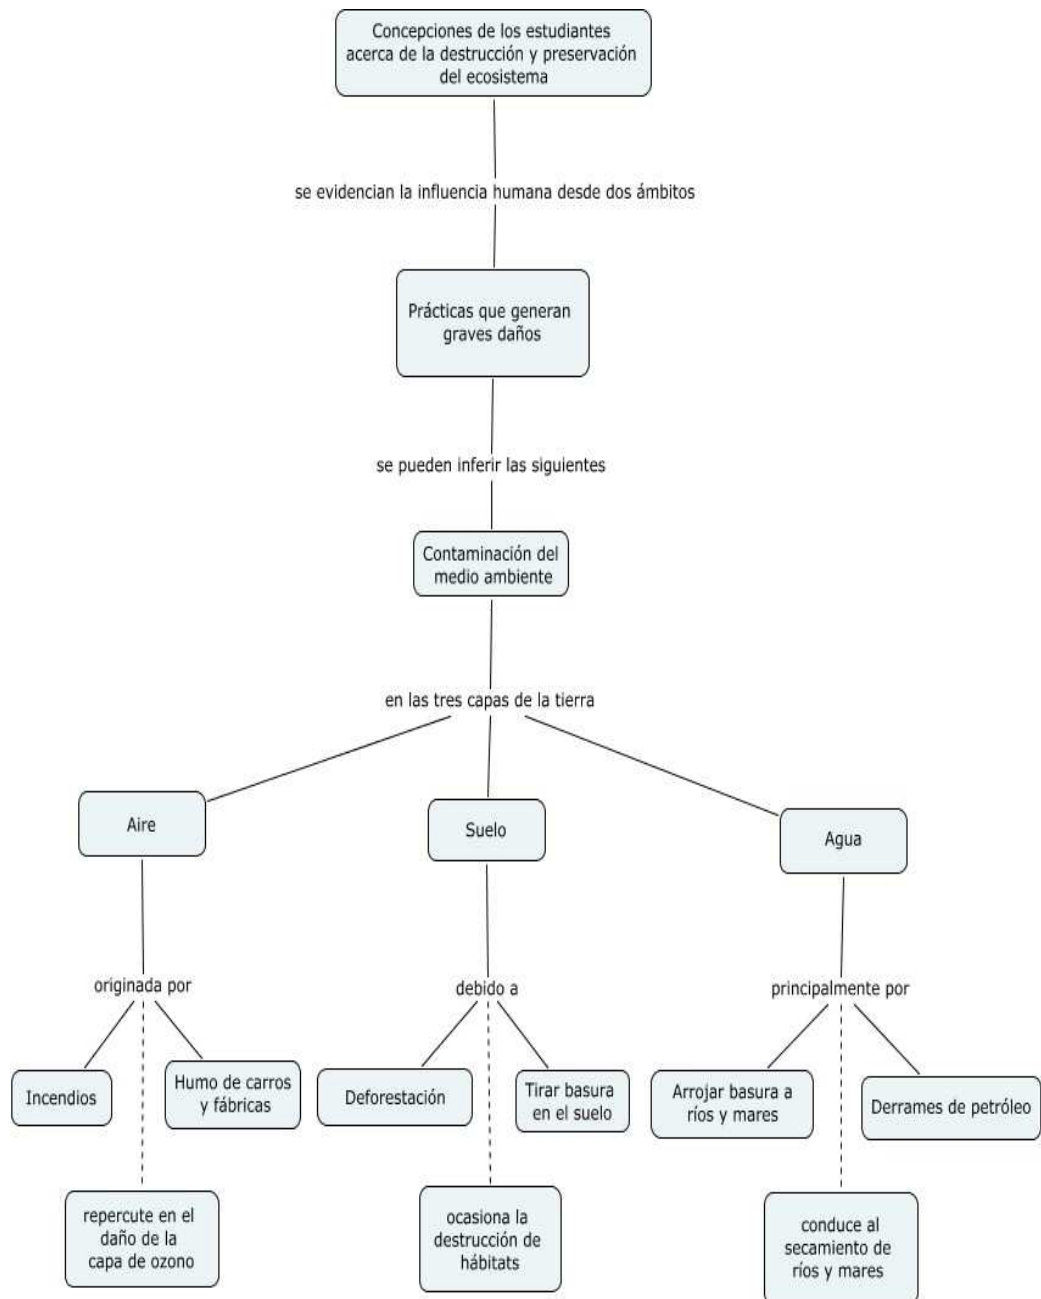 Concepciones de los estudiantes
acerca de la destrucción y preservación
del ecosistema
se evidencian la influencia humana desde dos ámbitos
Prácticas que generan
graves daños
se pueden inferir las siguientes
Contaminación del
medio ambiente
en las tres capas de la tierra
Aire
Suelo
Agua
originada por
debido a
principalmente por
Incendios
Humo de carros
y fábricas
Deforestación
Tirar basura
en el suelo
Arrojar basura a
ríos y mares
Derrames de petróleo
repercute en el
daño de la
capa de ozono
ocasiona la
destrucción de
hábitats
conduce al
secamiento de
ríos y mares